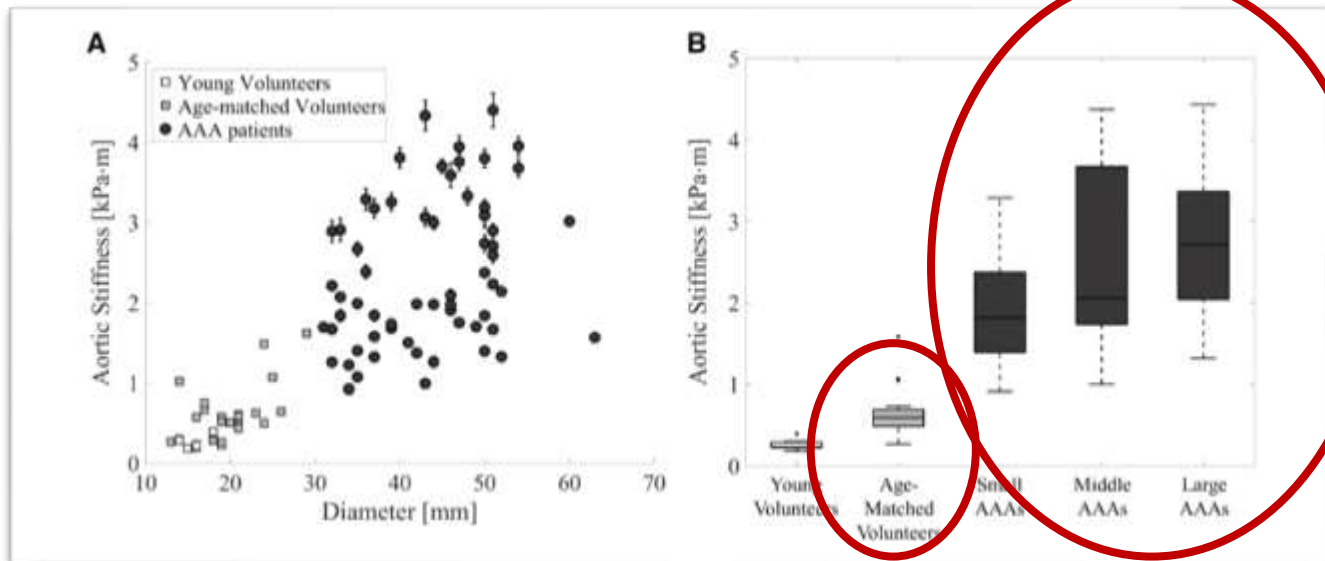 A
Aortic Stiffness [kPa·m]
5
4
3
2
1
0
Young Volunteers
Age-matched Volunteers
AAA patients
10
20
30
40
50
60
70
Diameter [mm]
B
Aortic Stiffness [kPa·m]
5
4
3
2
1
0
Young
Volunteers
Age-
Matched
Volunteers
Small
AAAs
Middle
AAAs
Large
AAAs